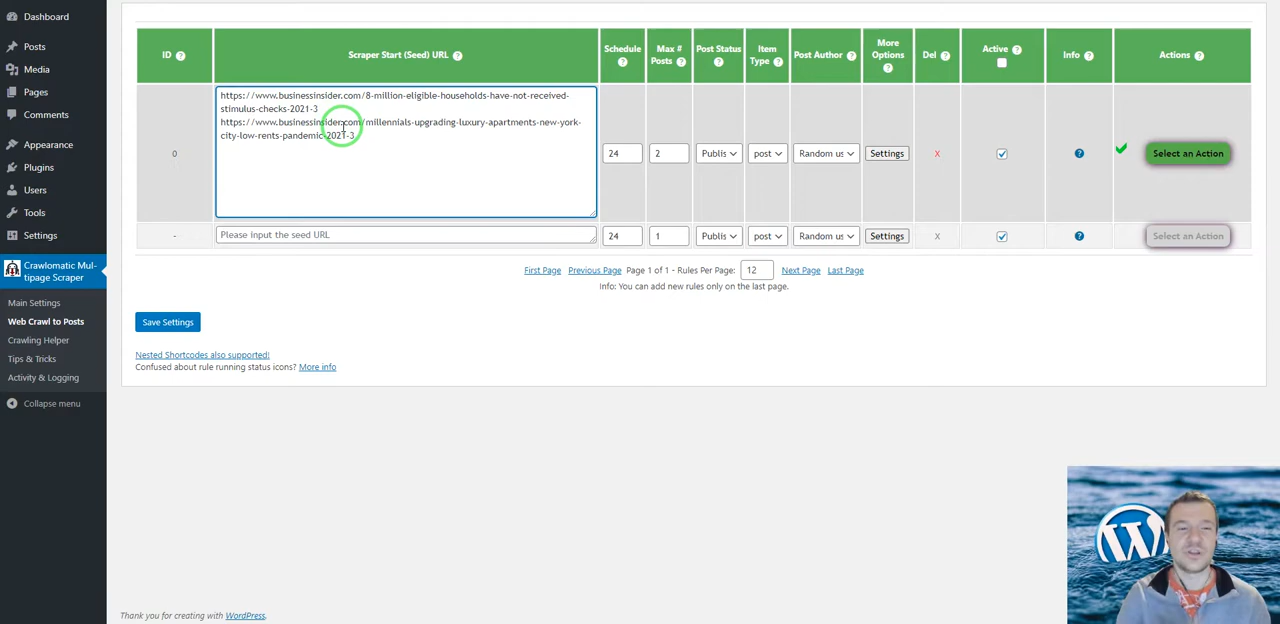 Dashboard
Posts
Media
Pages
Comments
Appearance
Plugins
Users
Tools
Settings
Crawlomatic Mul-
tipage Scraper
Main Settings
Web Crawl to Posts
Crawling Helper
Tips & Tricks
Activity & Logging
Collapse menu
ID ?
Scraper Start (Seed) URL ?
Schedule ?
Max # Posts ?
Post Status ?
Item Type ?
Post Author ?
More Options ?
Del ?
Active ?
Info ?
Actions ?
0
https://www.businessinsider.com/8-million-eligible-households-have-not-received-
stimulus-checks-2021-3
https://www.businessinsider.com/millennials-upgrading-luxury-apartments-new-york-
city-low-rents-pandemic-2021-3
24
2
Publis
post
Random us
Settings
X
?
Select an Action
-
Please input the seed URL
24
1
Publis
post
Random us
Settings
X
?
Select an Action
First Page Previous Page Page 1 of 1 - Rules Per Page: 12 Next Page Last Page
Info: You can add new rules only on the last page.
Save Settings
Nested Shortcodes also supported!
Confused about rule running status icons? More info
Thank you for creating with WordPress.